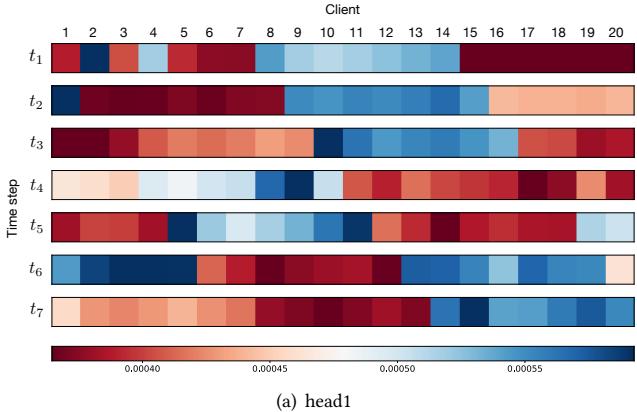 Client
1 2 3 4 5 6 7 8 9 10 11 12 13 14 15 16 17 18 19 20
Time step
t1
t2
t3
t4
t5
t6
t7
0.00040 0.00045 0.00050 0.00055
(a) head1